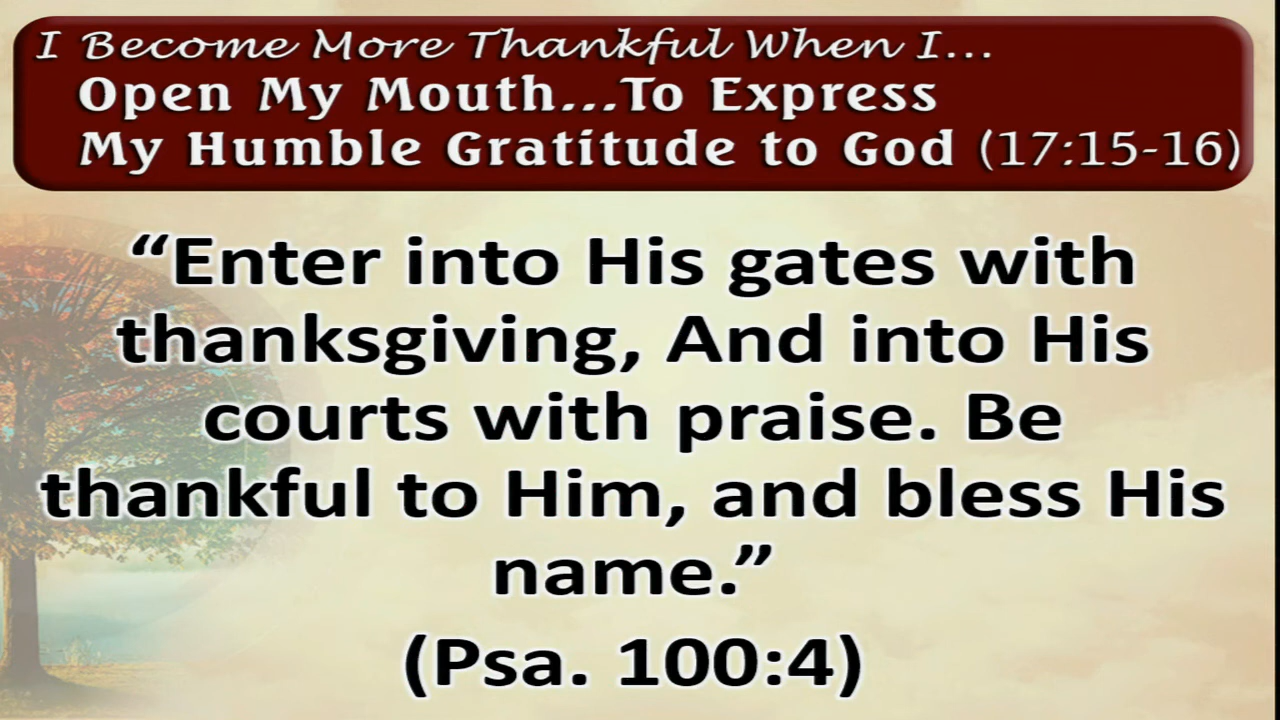 I Become More Thankful When I...
Open My Mouth...To Express
My Humble Gratitude to God (17:15-16)
“Enter into His gates with
thanksgiving, And into His
courts with praise. Be
thankful to Him, and bless His
name.”
(Psa. 100:4)